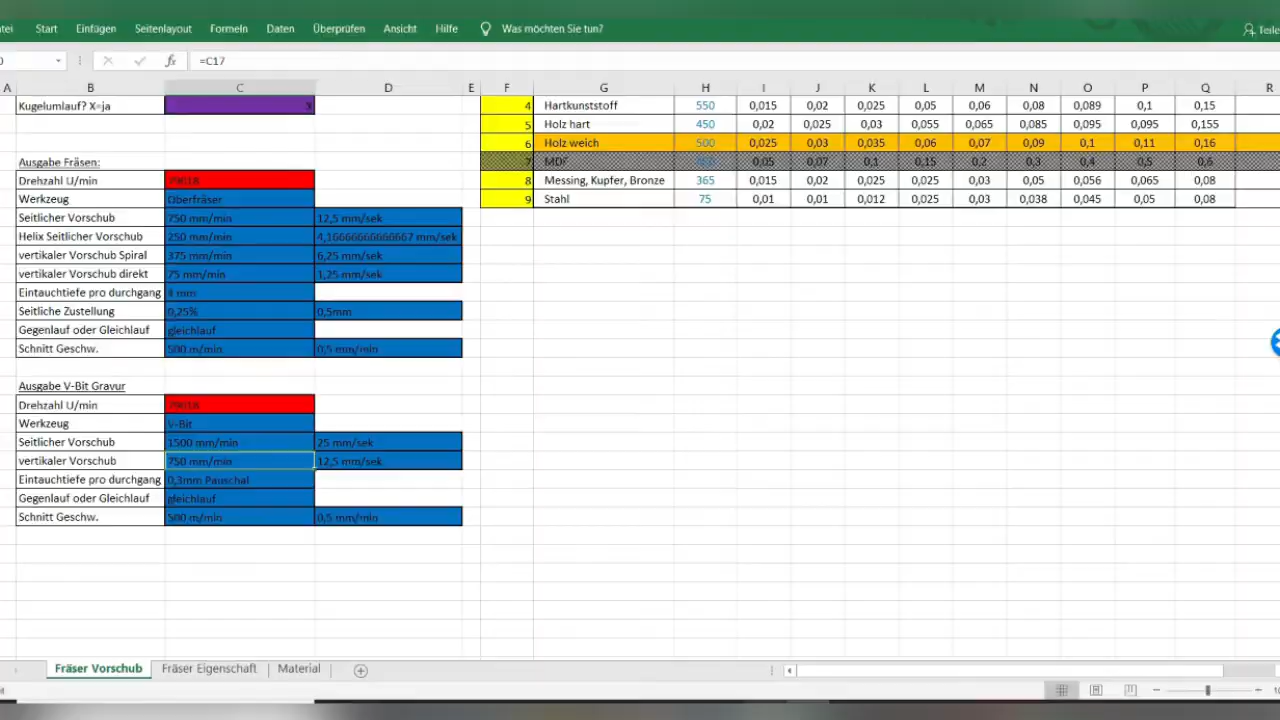 tei Start Einfügen Seitenlayout Formeln Daten Überprüfen Ansicht Hilfe Was möchten Sie tun? Teile
fx =C17
A B C D E F G H I J K L M N O P Q R
Kugelumlauf? X=ja 4 Hartkunststoff 550 0,015 0,02 0,025 0,05 0,06 0,08 0,089 0,1 0,15
5 Holz hart 450 0,02 0,025 0,03 0,055 0,065 0,085 0,095 0,095 0,155
6 Holz weich 500 0,025 0,03 0,035 0,06 0,07 0,09 0,1 0,11 0,16
Ausgabe Fräsen: 7 MDF 0,05 0,07 0,1 0,15 0,2 0,3 0,4 0,5 0,6
Drehzahl U/min 79618 8 Messing, Kupfer, Bronze 365 0,015 0,02 0,025 0,025 0,03 0,05 0,056 0,065 0,08
Werkzeug Oberfräser 9 Stahl 75 0,01 0,01 0,012 0,025 0,03 0,038 0,045 0,05 0,08
Seitlicher Vorschub 750 mm/min 12,5 mm/sek
Helix Seitlicher Vorschub 250 mm/min 4,16666666666667 mm/sek
vertikaler Vorschub Spiral 375 mm/min 6,25 mm/sek
vertikaler Vorschub direkt 75 mm/min 1,25 mm/sek
Eintauchtiefe pro durchgang mm
Seitliche Zustellung 0,25% 0,5mm
Gegenlauf oder Gleichlauf gleichlauf
Schnitt Geschw. 500 m/min 0,5 mm/min
Ausgabe V-Bit Gravur
Drehzahl U/min 79618
Werkzeug V-Bit
Seitlicher Vorschub 1500 mm/min 25 mm/sek
vertikaler Vorschub 750 mm/min 12,5 mm/sek
Eintauchtiefe pro durchgang 0,3mm Pauschal
Gegenlauf oder Gleichlauf gleichlauf
Schnitt Geschw. 500 m/min 0,5 mm/min
Fräser Vorschub Fräser Eigenschaft Material